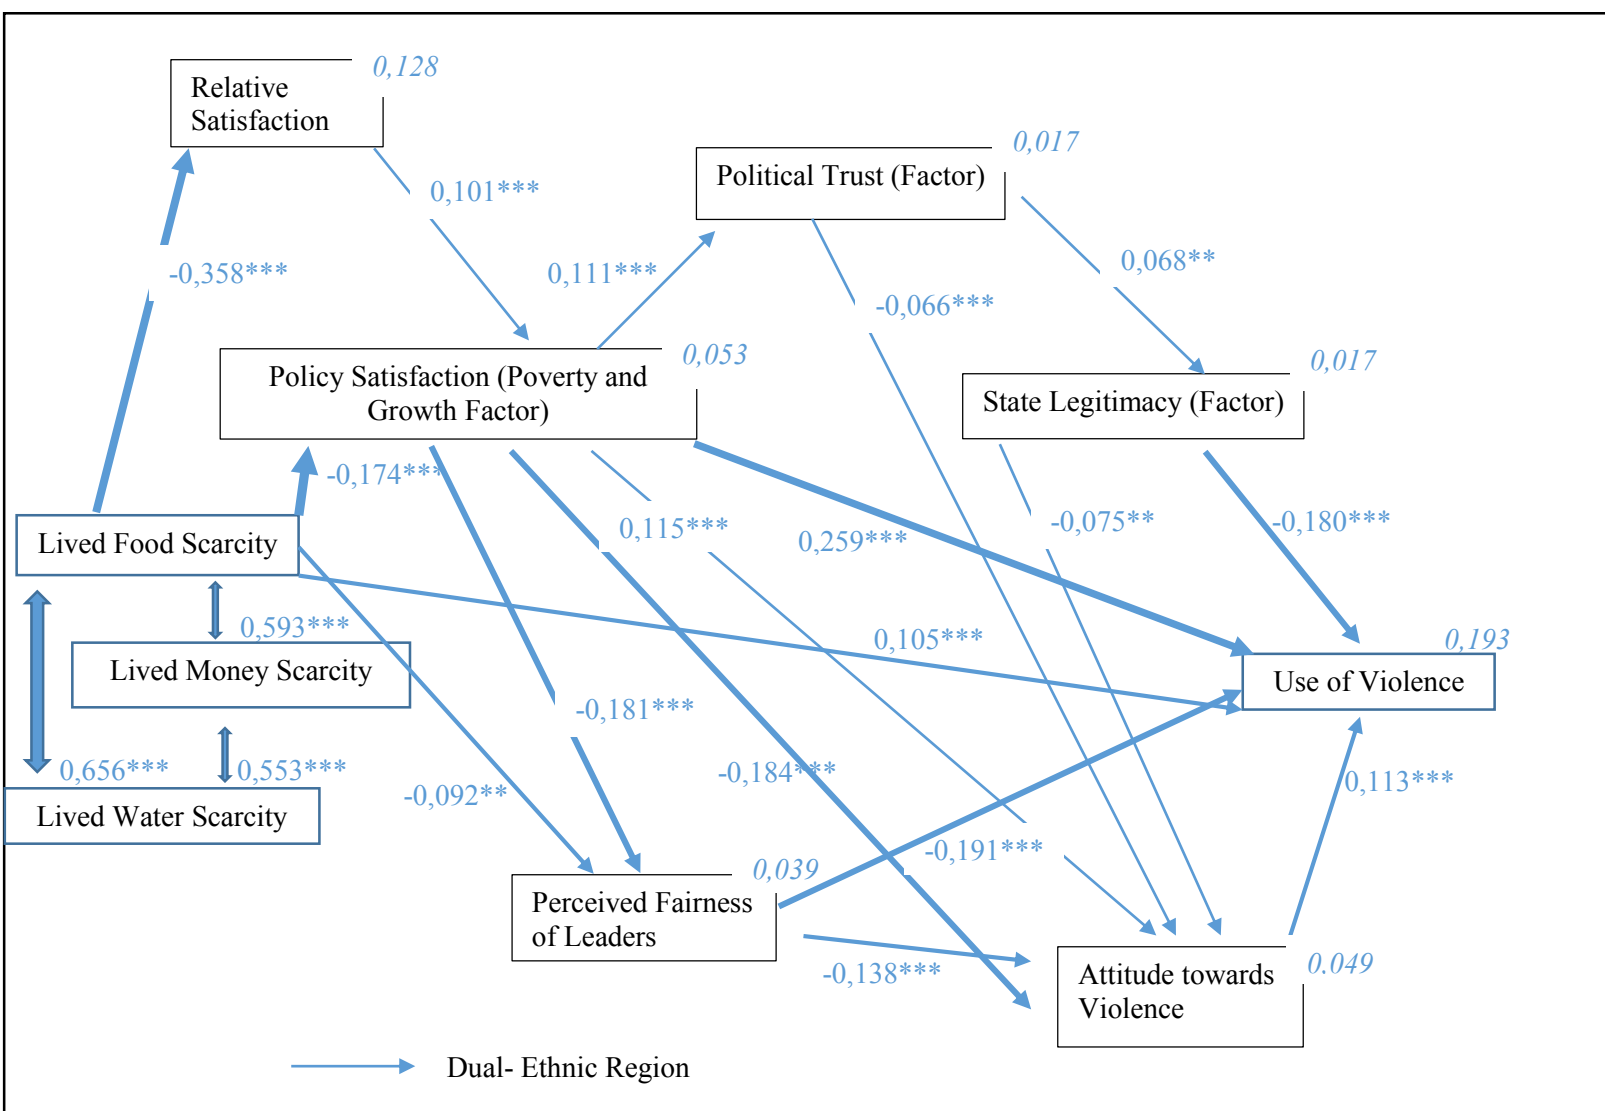 0,128
Relative
Satisfaction
0,017
Political Trust (Factor)
0,101***
0,068**
-0,358***
0,111***
-0,066***
0,053
0,017
Policy Satisfaction (Poverty and
Growth Factor)
State Legitimacy (Factor)
-0,174***
0,115***
0,259***
-0,075**
-0,180***
Lived Food Scarcity
0,593***
0,105***
0,193
Lived Money Scarcity
Use of Violence
-0,181***
0,656***
0,553***
-0,092**
-0,184***
0,113***
Lived Water Scarcity
-0,191***
0,039
Perceived Fairness
of Leaders
-0,138***
0.049
Attitude towards
Violence
Dual- Ethnic Region